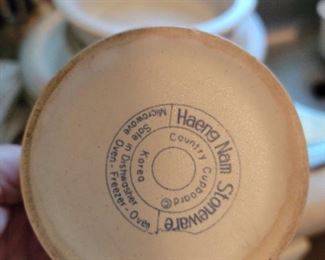 Haeng Nam Stoneware
Microwave Oven - Freezer - Oven
Safe in Dishwasher
Country Cupboard©
Korea